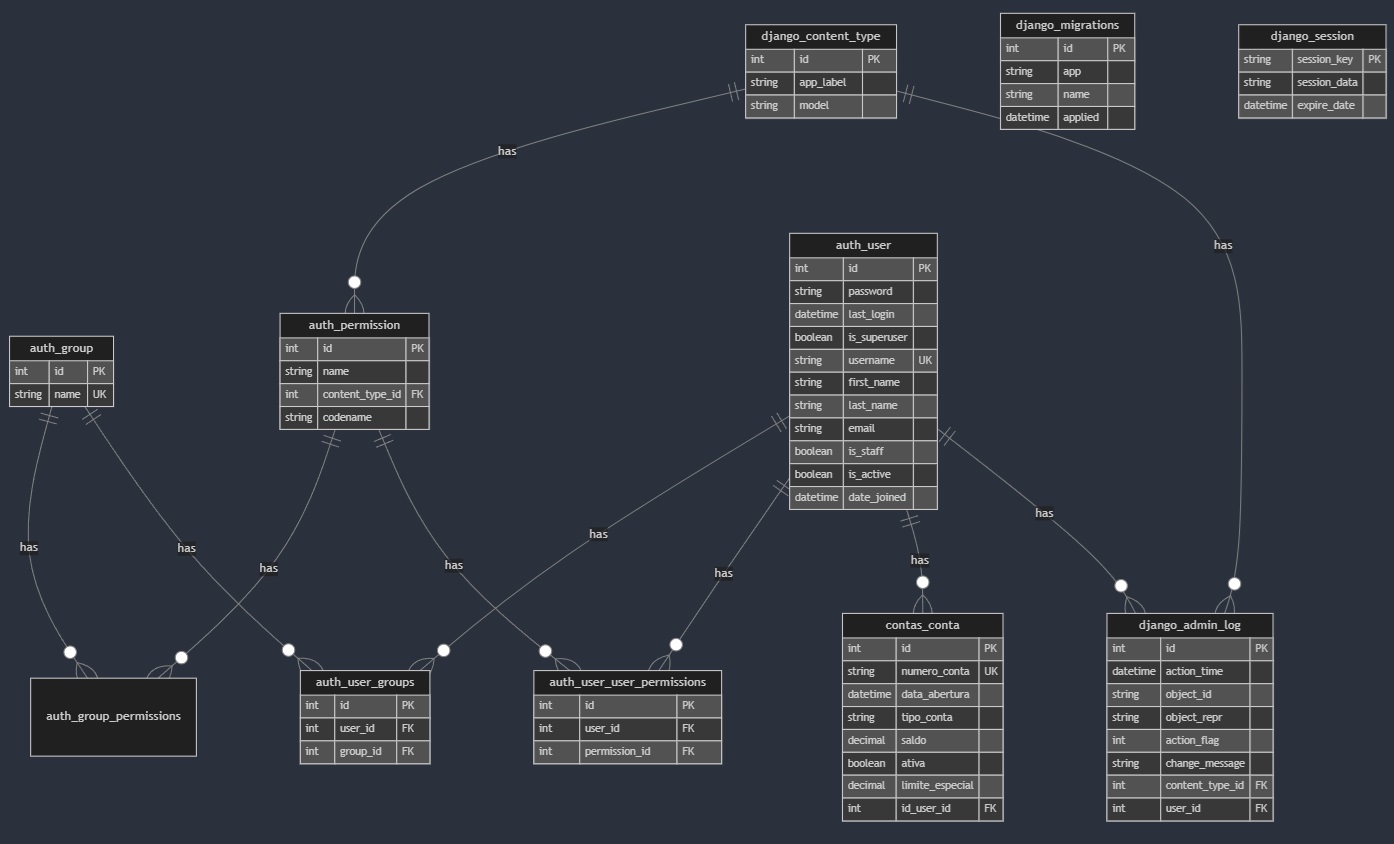 django_content_type
int id PK
string app_label
string model
django_migrations
int id PK
string app
string name
datetime applied
django_session
string session_key PK
string session_data
datetime expire_date
has
has
auth_user
int id PK
string password
datetime last_login
boolean is_superuser
string username UK
string first_name
string last_name
string email
boolean is_staff
boolean is_active
datetime date_joined
auth_permission
int id PK
string name
int content_type_id FK
string codename
auth_group
int id PK
string name UK
has
has
has
has
has
has
has
has
auth_group_permissions
auth_user_groups
int id PK
int user_id FK
int group_id FK
auth_user_user_permissions
int id PK
int user_id FK
int permission_id FK
contas_conta
int id PK
string numero_conta UK
datetime data_abertura
string tipo_conta
decimal saldo
boolean ativa
decimal limite_especial
int id_user_id FK
django_admin_log
int id PK
datetime action_time
string object_id
string object_repr
int action_flag
string change_message
int content_type_id FK
int user_id FK